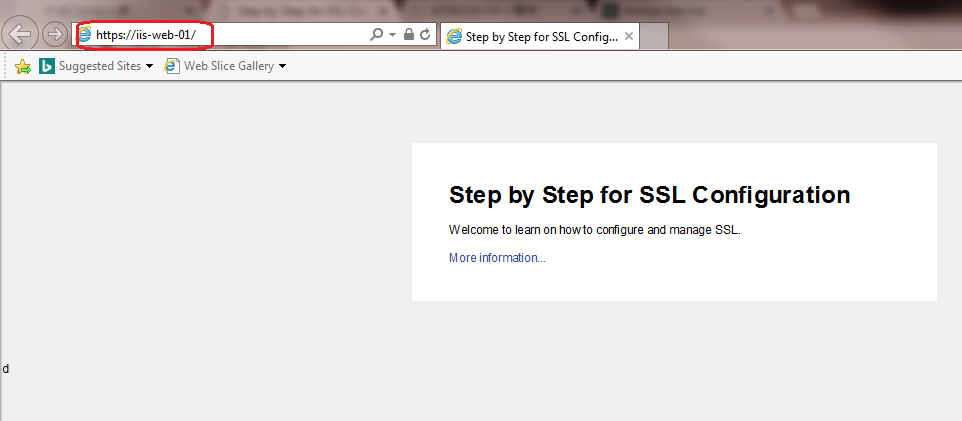 https://iis-web-01/
Step by Step for SSL Config...
Suggested Sites
Web Slice Gallery
Step by Step for SSL Configuration
Welcome to learn on how to configure and manage SSL.
More information...
d